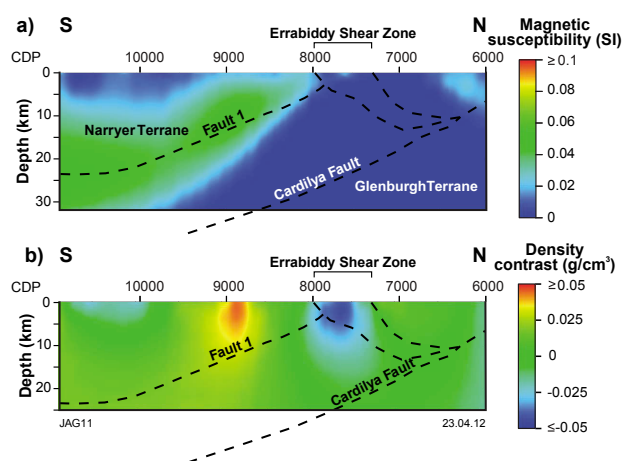 a) S
Errabiddy Shear Zone
N
Magnetic
susceptibility (SI)
CDP 10000 9000 8000 7000 6000
Depth (km)
0
10
20
30
Narryer Terrane
Fault 1
Cardilya Fault
GlenburghTerrane
≥0.1
0.08
0.06
0.04
0.02
0
b) S
Errabiddy Shear Zone
N
Density
contrast (g/cm³)
CDP 10000 9000 8000 7000 6000
Depth (km)
0
10
20
Fault 1
Cardilya Fault
≥0.05
0.025
0
-0.025
≤-0.05
JAG11
23.04.12